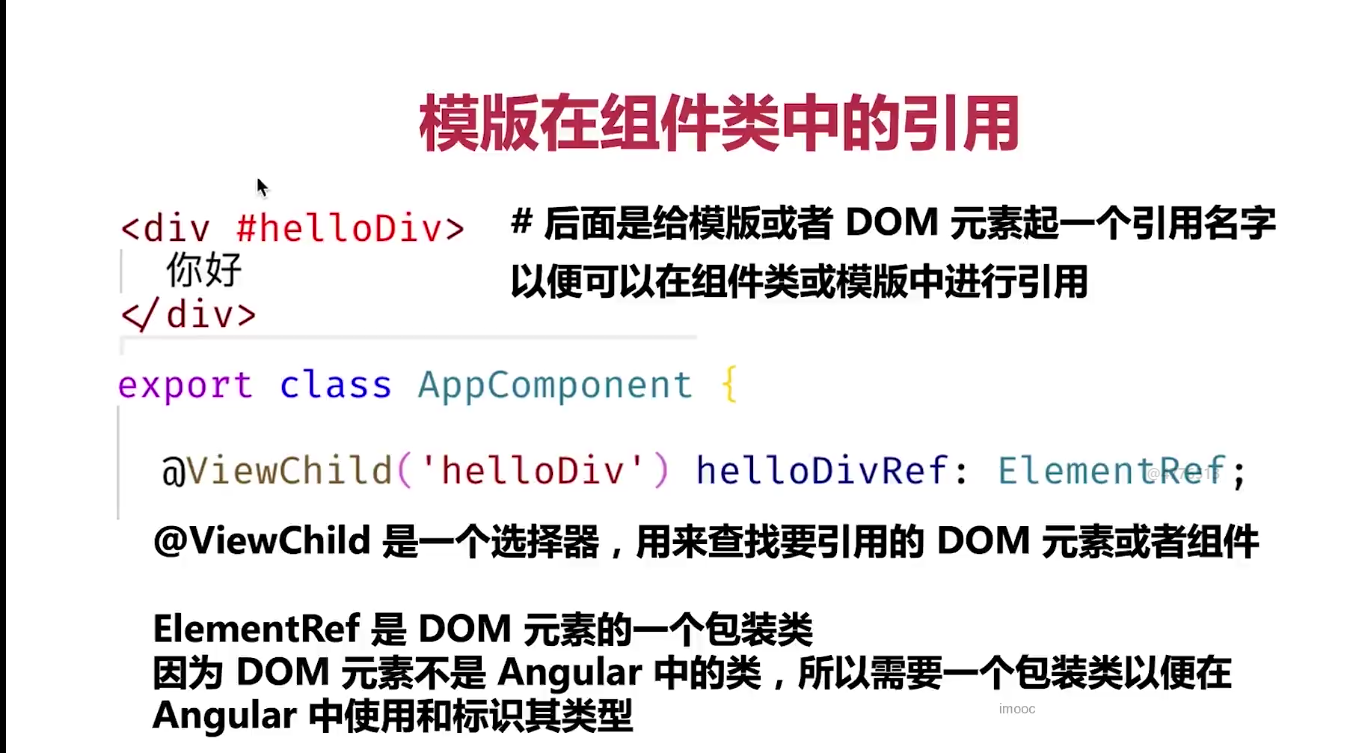 模版在组件类中的引用
<div #helloDiv>
你好
</div>
# 后面是给模版或者 DOM 元素起一个引用名字
以便可以在组件类或模版中进行引用
export class AppComponent {
@ViewChild('helloDiv') helloDivRef: ElementRef;
@ViewChild 是一个选择器，用来查找要引用的 DOM 元素或者组件
ElementRef 是 DOM 元素的一个包装类
因为 DOM 元素不是 Angular 中的类，所以需要一个包装类以便在
Angular 中使用和标识其类型
imooc